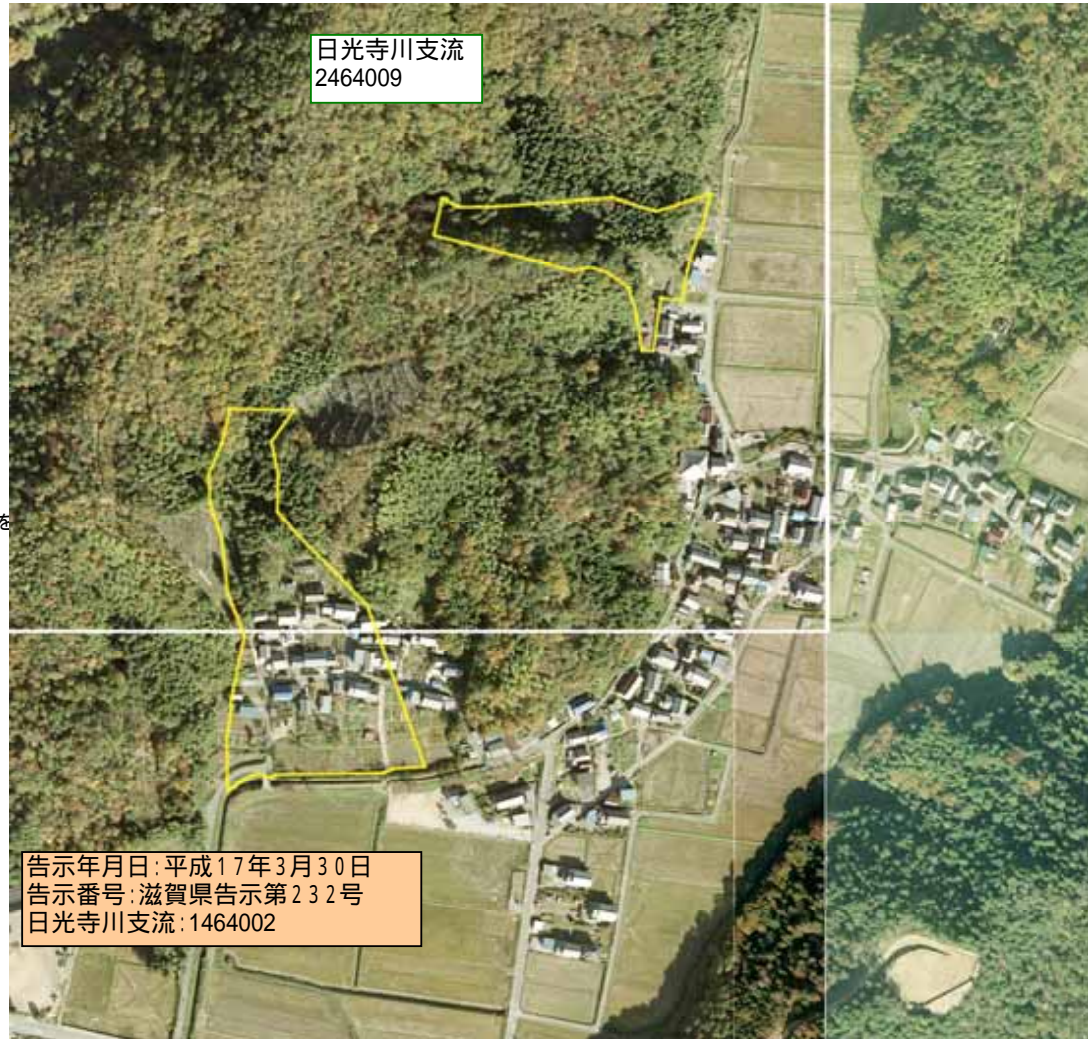 日光寺川支流
2464009
を
告示年月日:平成17年3月30日
告示番号:滋賀県告示第232号
日光寺川支流:1464002